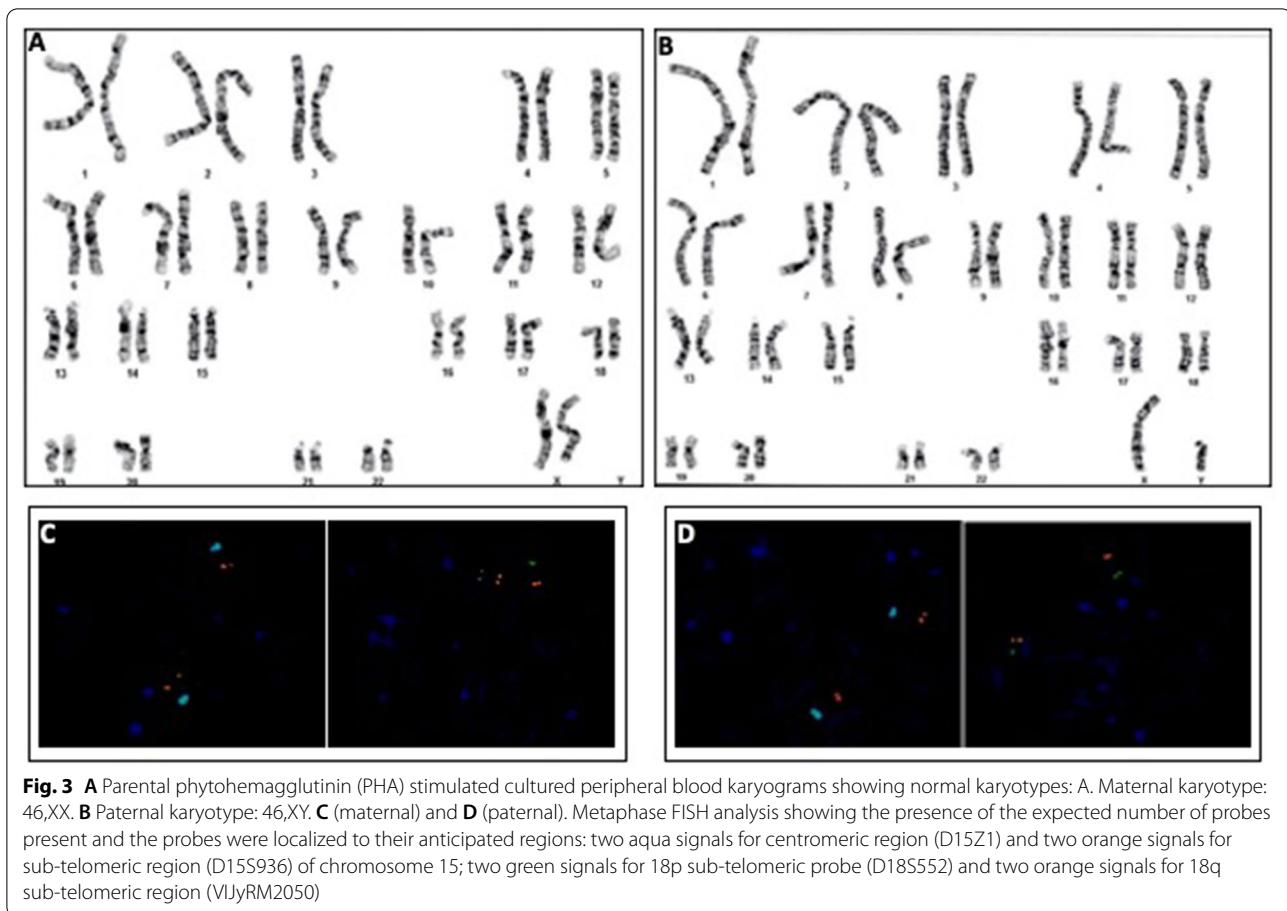 A
1 2 3 4 5
6 7 8 9 10 11 12
13 14 15 16 17 18
19 20 21 22 X Y
B
1 2 3 4 5
6 7 8 9 10 11 12
13 14 15 16 17 18
19 20 21 22 X Y
C
D
Fig. 3 A Parental phytohemagglutinin (PHA) stimulated cultured peripheral blood karyograms showing normal karyotypes: A. Maternal karyotype:
46,XX. B Paternal karyotype: 46,XY. C (maternal) and D (paternal). Metaphase FISH analysis showing the presence of the expected number of probes
present and the probes were localized to their anticipated regions: two aqua signals for centromeric region (D15Z1) and two orange signals for
sub-telomeric region (D15S936) of chromosome 15; two green signals for 18p sub-telomeric probe (D18S552) and two orange signals for 18q
sub-telomeric region (VIJyRM2050)